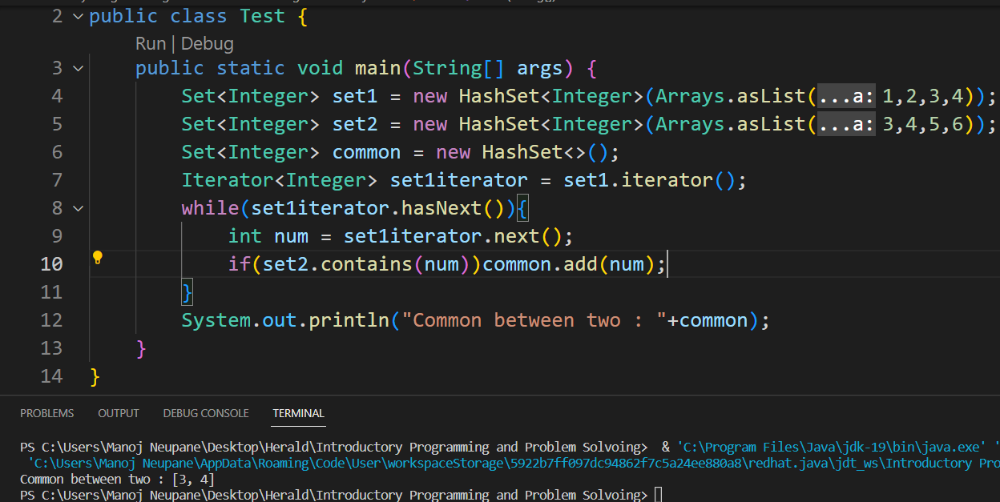 2 public class Test {
Run | Debug
3 public static void main(String[] args) {
4 Set<Integer> set1 = new HashSet<Integer>(Arrays.asList(...a: 1,2,3,4));
5 Set<Integer> set2 = new HashSet<Integer>(Arrays.asList(...a: 3,4,5,6));
6 Set<Integer> common = new HashSet<>();
7 Iterator<Integer> set1iterator = set1.iterator();
8 while(set1iterator.hasNext()){
9 int num = set1iterator.next();
10 if(set2.contains(num))common.add(num);
11 }
12 System.out.println("Common between two : "+common);
13 }
14 }
PROBLEMS OUTPUT DEBUG CONSOLE TERMINAL
PS C:\Users\Manoj Neupane\Desktop\Herald\Introductory Programming and Problem Solvoing> & 'C:\Program Files\Java\jdk-19\bin\java.exe' '
'C:\Users\Manoj Neupane\AppData\Roaming\Code\User\workspaceStorage\5922b7ff097dc94862f7c5a24ee880a8\redhat.java\jdt_ws\Introductory Pro
Common between two : [3, 4]
PS C:\Users\Manoj Neupane\Desktop\Herald\Introductory Programming and Problem Solvoing>